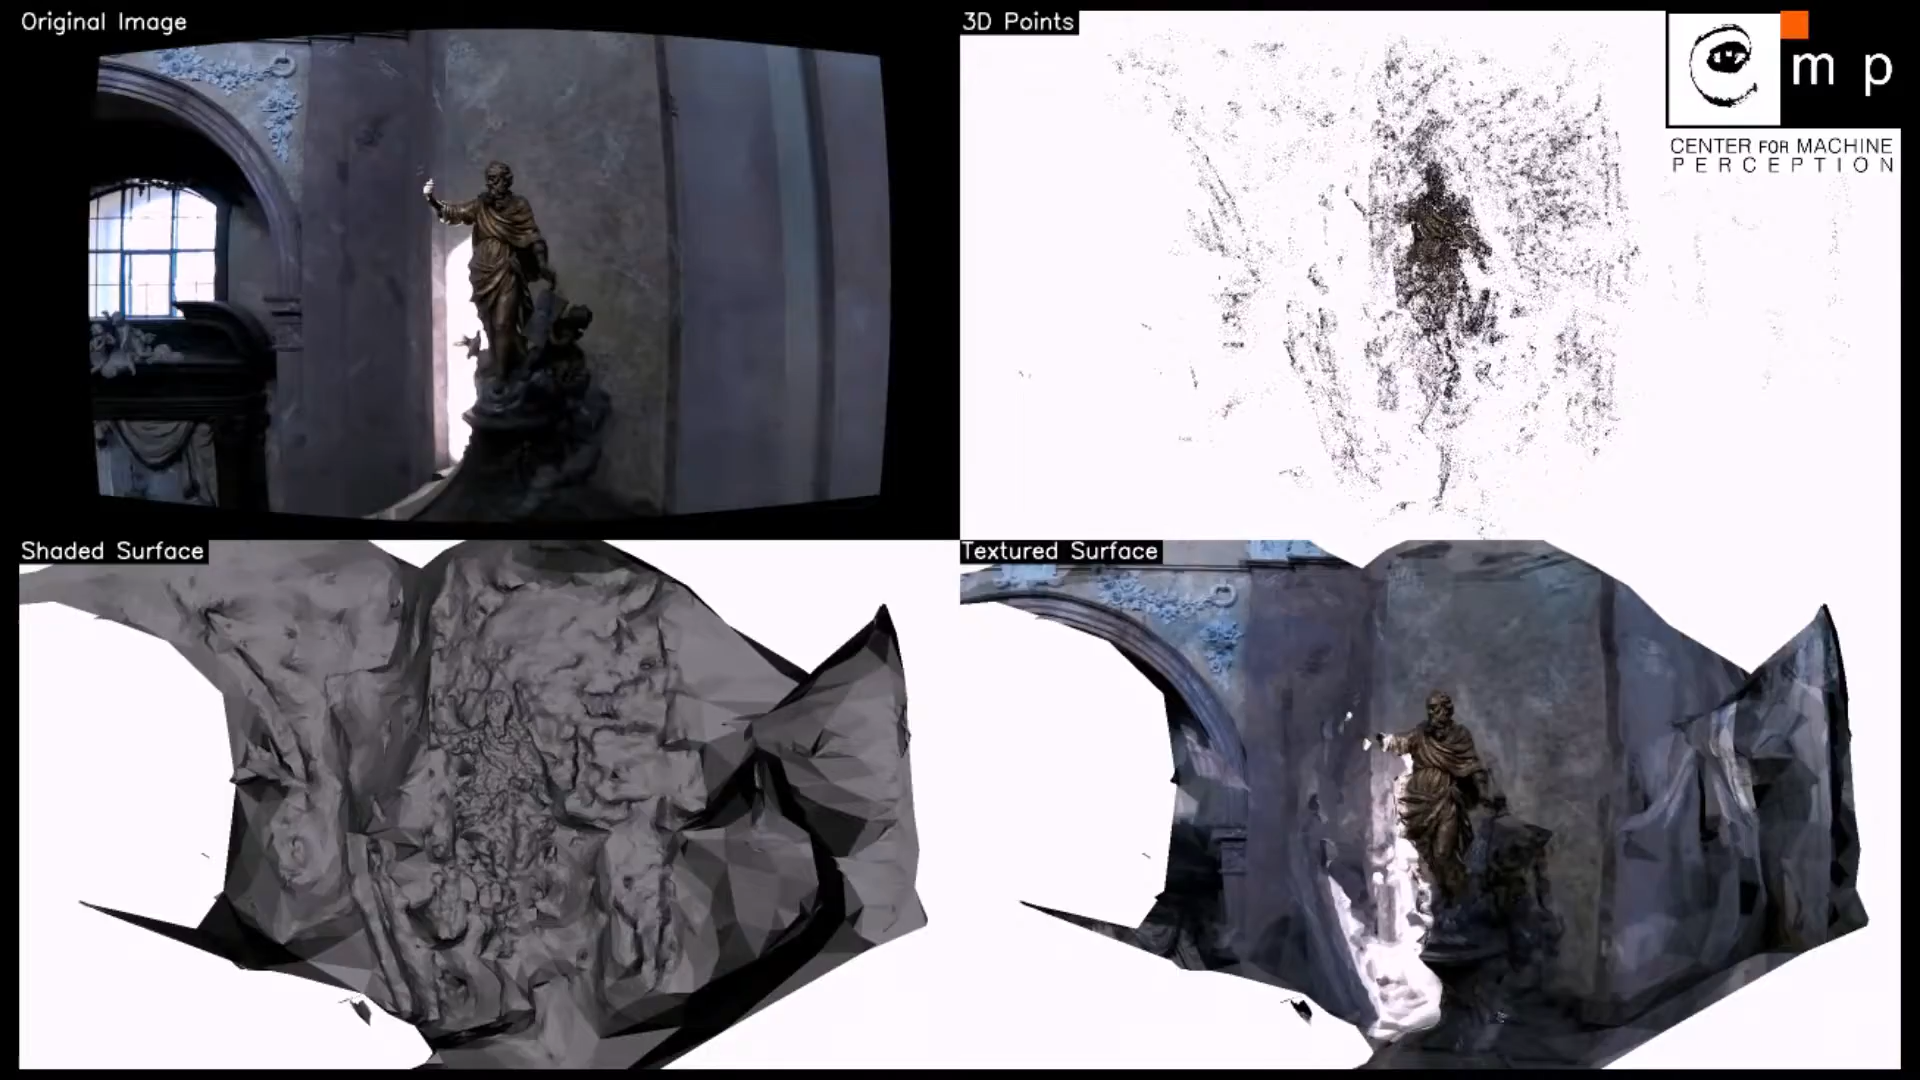 Original Image
3D Points
m p
CENTER FOR MACHINE
PERCEPTION
Shaded Surface
Textured Surface